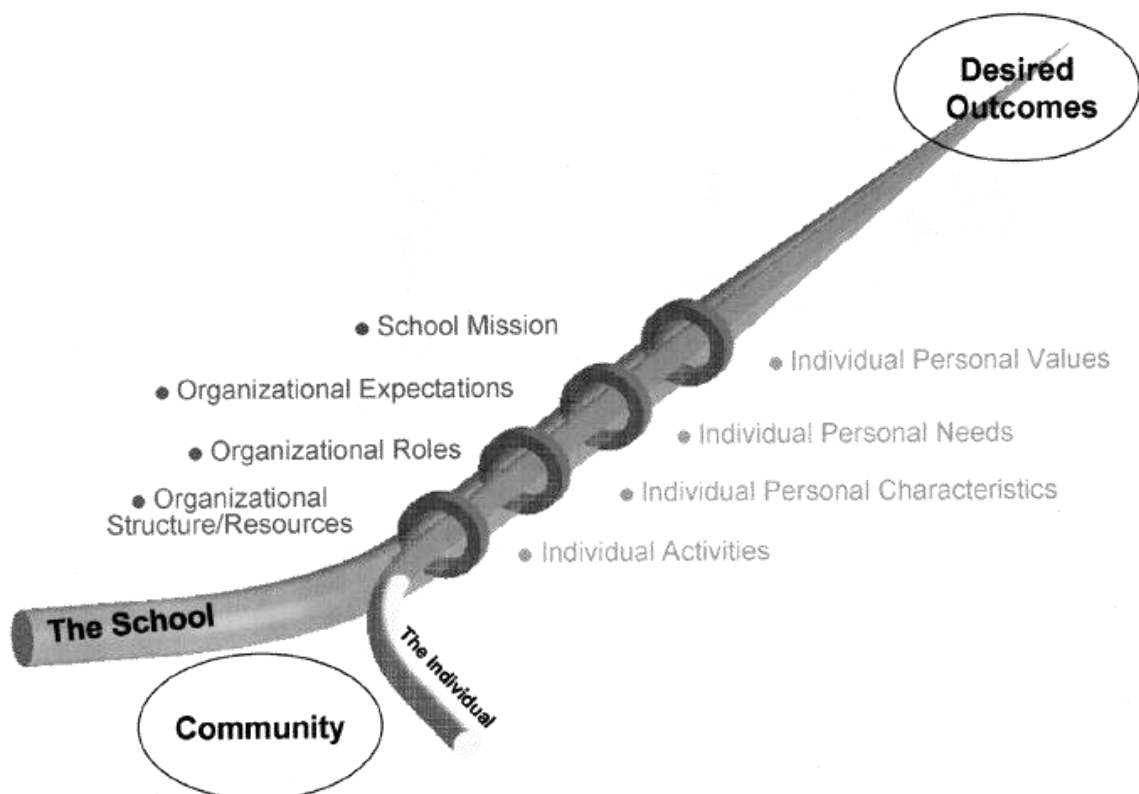 Desired
Outcomes
● School Mission
● Individual Personal Values
● Organizational Expectations
● Individual Personal Needs
● Organizational Roles
● Individual Personal Characteristics
● Organizational
Structure/Resources
● Individual Activities
The School
The Individual
Community